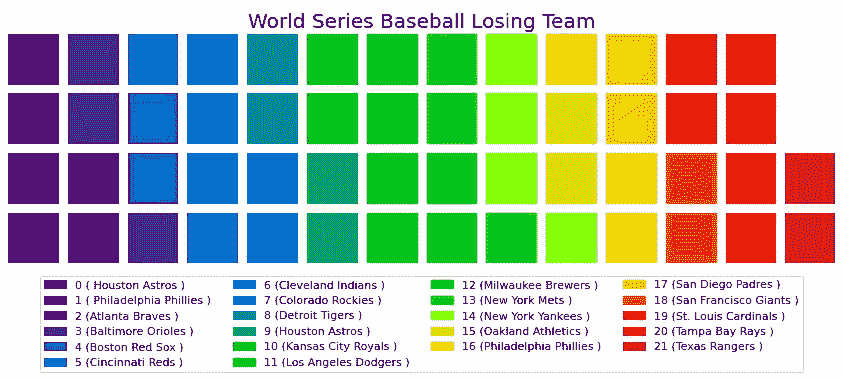 World Series Baseball Losing Team
0 ( Houston Astros )
1 ( Philadelphia Phillies )
2 (Atlanta Braves )
3 (Baltimore Orioles )
4 (Boston Red Sox )
5 (Cincinnati Reds )
6 (Cleveland Indians )
7 (Colorado Rockies )
8 (Detroit Tigers )
9 (Houston Astros )
10 (Kansas City Royals )
11 (Los Angeles Dodgers )
12 (Milwaukee Brewers )
13 (New York Mets )
14 (New York Yankees )
15 (Oakland Athletics )
16 (Philadelphia Phillies )
17 (San Diego Padres )
18 (San Francisco Giants )
19 (St. Louis Cardinals )
20 (Tampa Bay Rays )
21 (Texas Rangers )